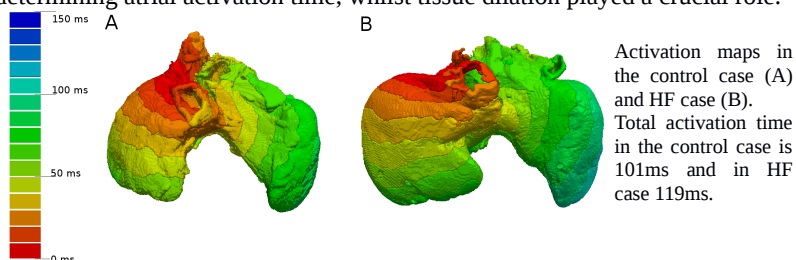 determining atrial activation time, whilst tissue dilation played a crucial role.
150 ms
A
B
100 ms
50 ms
0 ms
Activation maps in
the control case (A)
and HF case (B).
Total activation time
in the control case is
101ms and in HF
case 119ms.